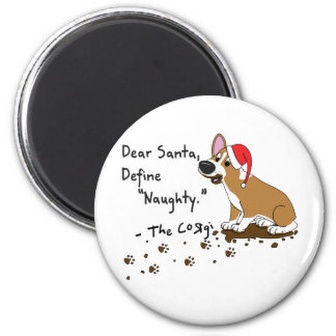 Dear Santa,
Define
"Naughty."
- The Corgi